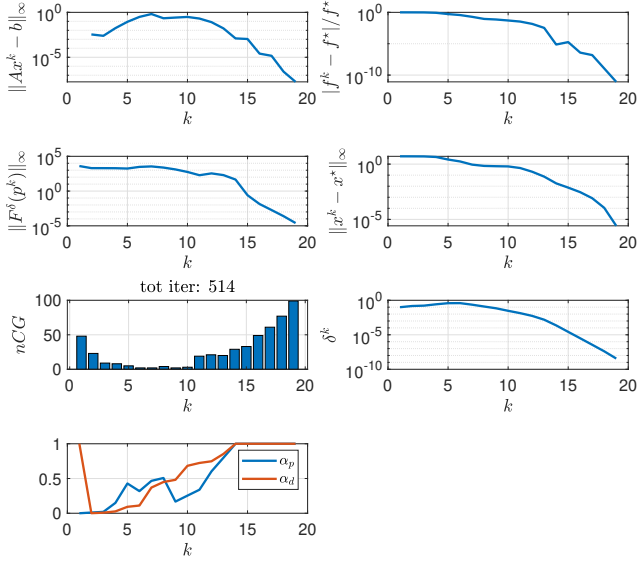 ‖Ax^k − b‖_∞
10^0
10^-5
0 5 10 15 20
k
|f^k − f^⋆|/f^⋆
10^0
10^-10
0 5 10 15 20
k
‖F^δ(p^k)‖_∞
10^5
10^0
10^-5
0 5 10 15 20
k
‖x^k − x^⋆‖_∞
10^0
10^-5
0 5 10 15 20
k
tot iter: 514
nCG
100
50
0
0 5 10 15 20
k
δ^k
10^0
10^-5
10^-10
0 5 10 15 20
k
1
0.5
0
0 5 10 15 20
k
α_p
α_d